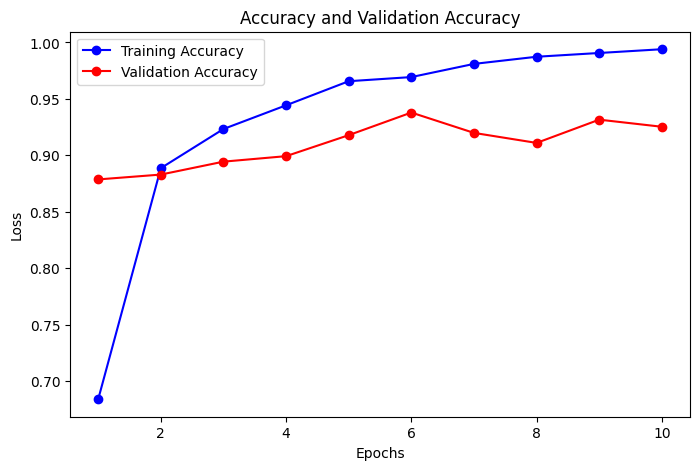 Accuracy and Validation Accuracy
Training Accuracy
Validation Accuracy
1.00
0.95
0.90
0.85
0.80
0.75
0.70
Loss
2 4 6 8 10
Epochs